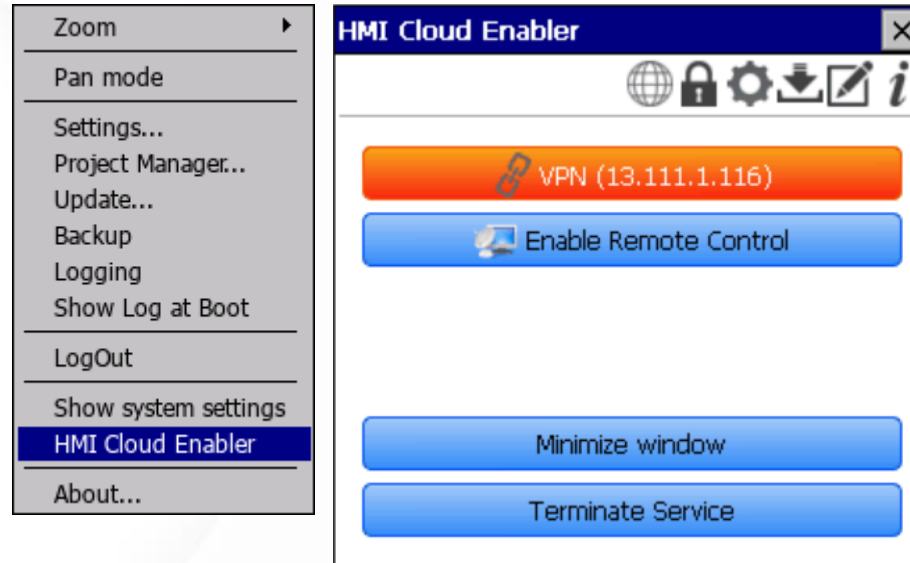 Zoom
Pan mode
Settings...
Project Manager...
Update...
Backup
Logging
Show Log at Boot
LogOut
Show system settings
HMI Cloud Enabler
About...
HMI Cloud Enabler
VPN (13.111.1.116)
Enable Remote Control
Minimize window
Terminate Service